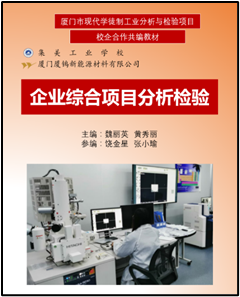 厦门市现代学徒制工业分析与检验项目
校企合作共编教材
集美工业学校
厦门厦钨新能源材料有限公司
企业综合项目分析检验
主编：魏丽英 黄秀丽
参编：饶金星 张小瑜